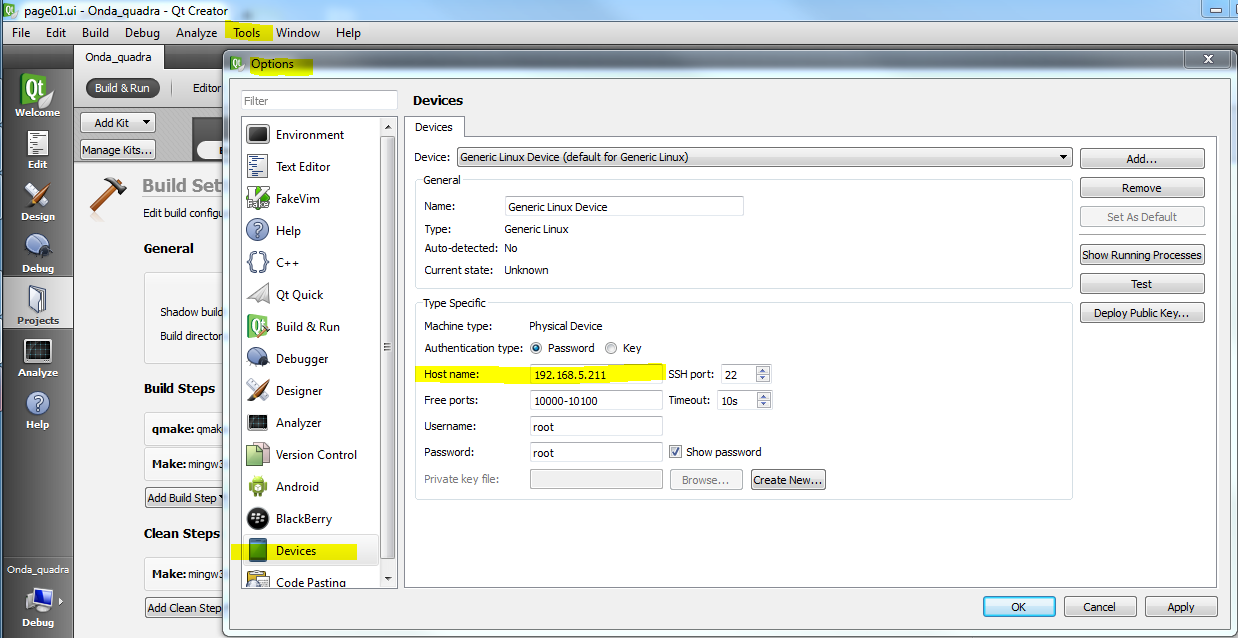 page01.ui - Onda_quadra - Qt Creator
File Edit Build Debug Analyze Tools Window Help
Onda_quadra
Build & Run Editor
Add Kit
Manage Kits...
Welcome
Edit
Design
Debug
Projects
Analyze
Help
Onda_quadra
Debug
Build Set
Edit build configu
General
Shadow build
Build director
Build Steps
qmake: qmak
Make: mingw3
Add Build Step
Clean Steps
Make: mingw3
Add Clean Step
Options
Filter
Environment
Text Editor
FakeVim
Help
C++
Qt Quick
Build & Run
Debugger
Designer
Analyzer
Version Control
Android
BlackBerry
Devices
Code Pasting
Devices
Devices
Device: Generic Linux Device (default for Generic Linux)
General
Name: Generic Linux Device
Type: Generic Linux
Auto-detected: No
Current state: Unknown
Type Specific
Machine type: Physical Device
Authentication type: Password Key
Host name: 192.168.5.211 SSH port: 22
Free ports: 10000-10100 Timeout: 10s
Username: root
Password: root Show password
Private key file: Browse... Create New...
Add...
Remove
Set As Default
Show Running Processes
Test
Deploy Public Key...
OK Cancel Apply